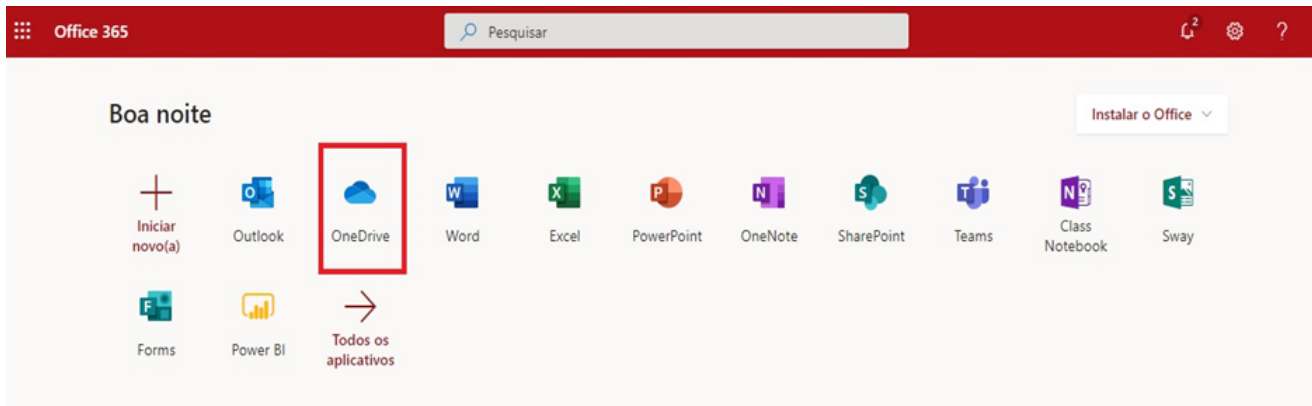 Office 365
Pesquisar
2
?
Boa noite
Instalar o Office
Iniciar
novo(a)
Outlook
OneDrive
Word
Excel
PowerPoint
OneNote
SharePoint
Teams
Class
Notebook
Sway
Forms
Power BI
Todos os
aplicativos